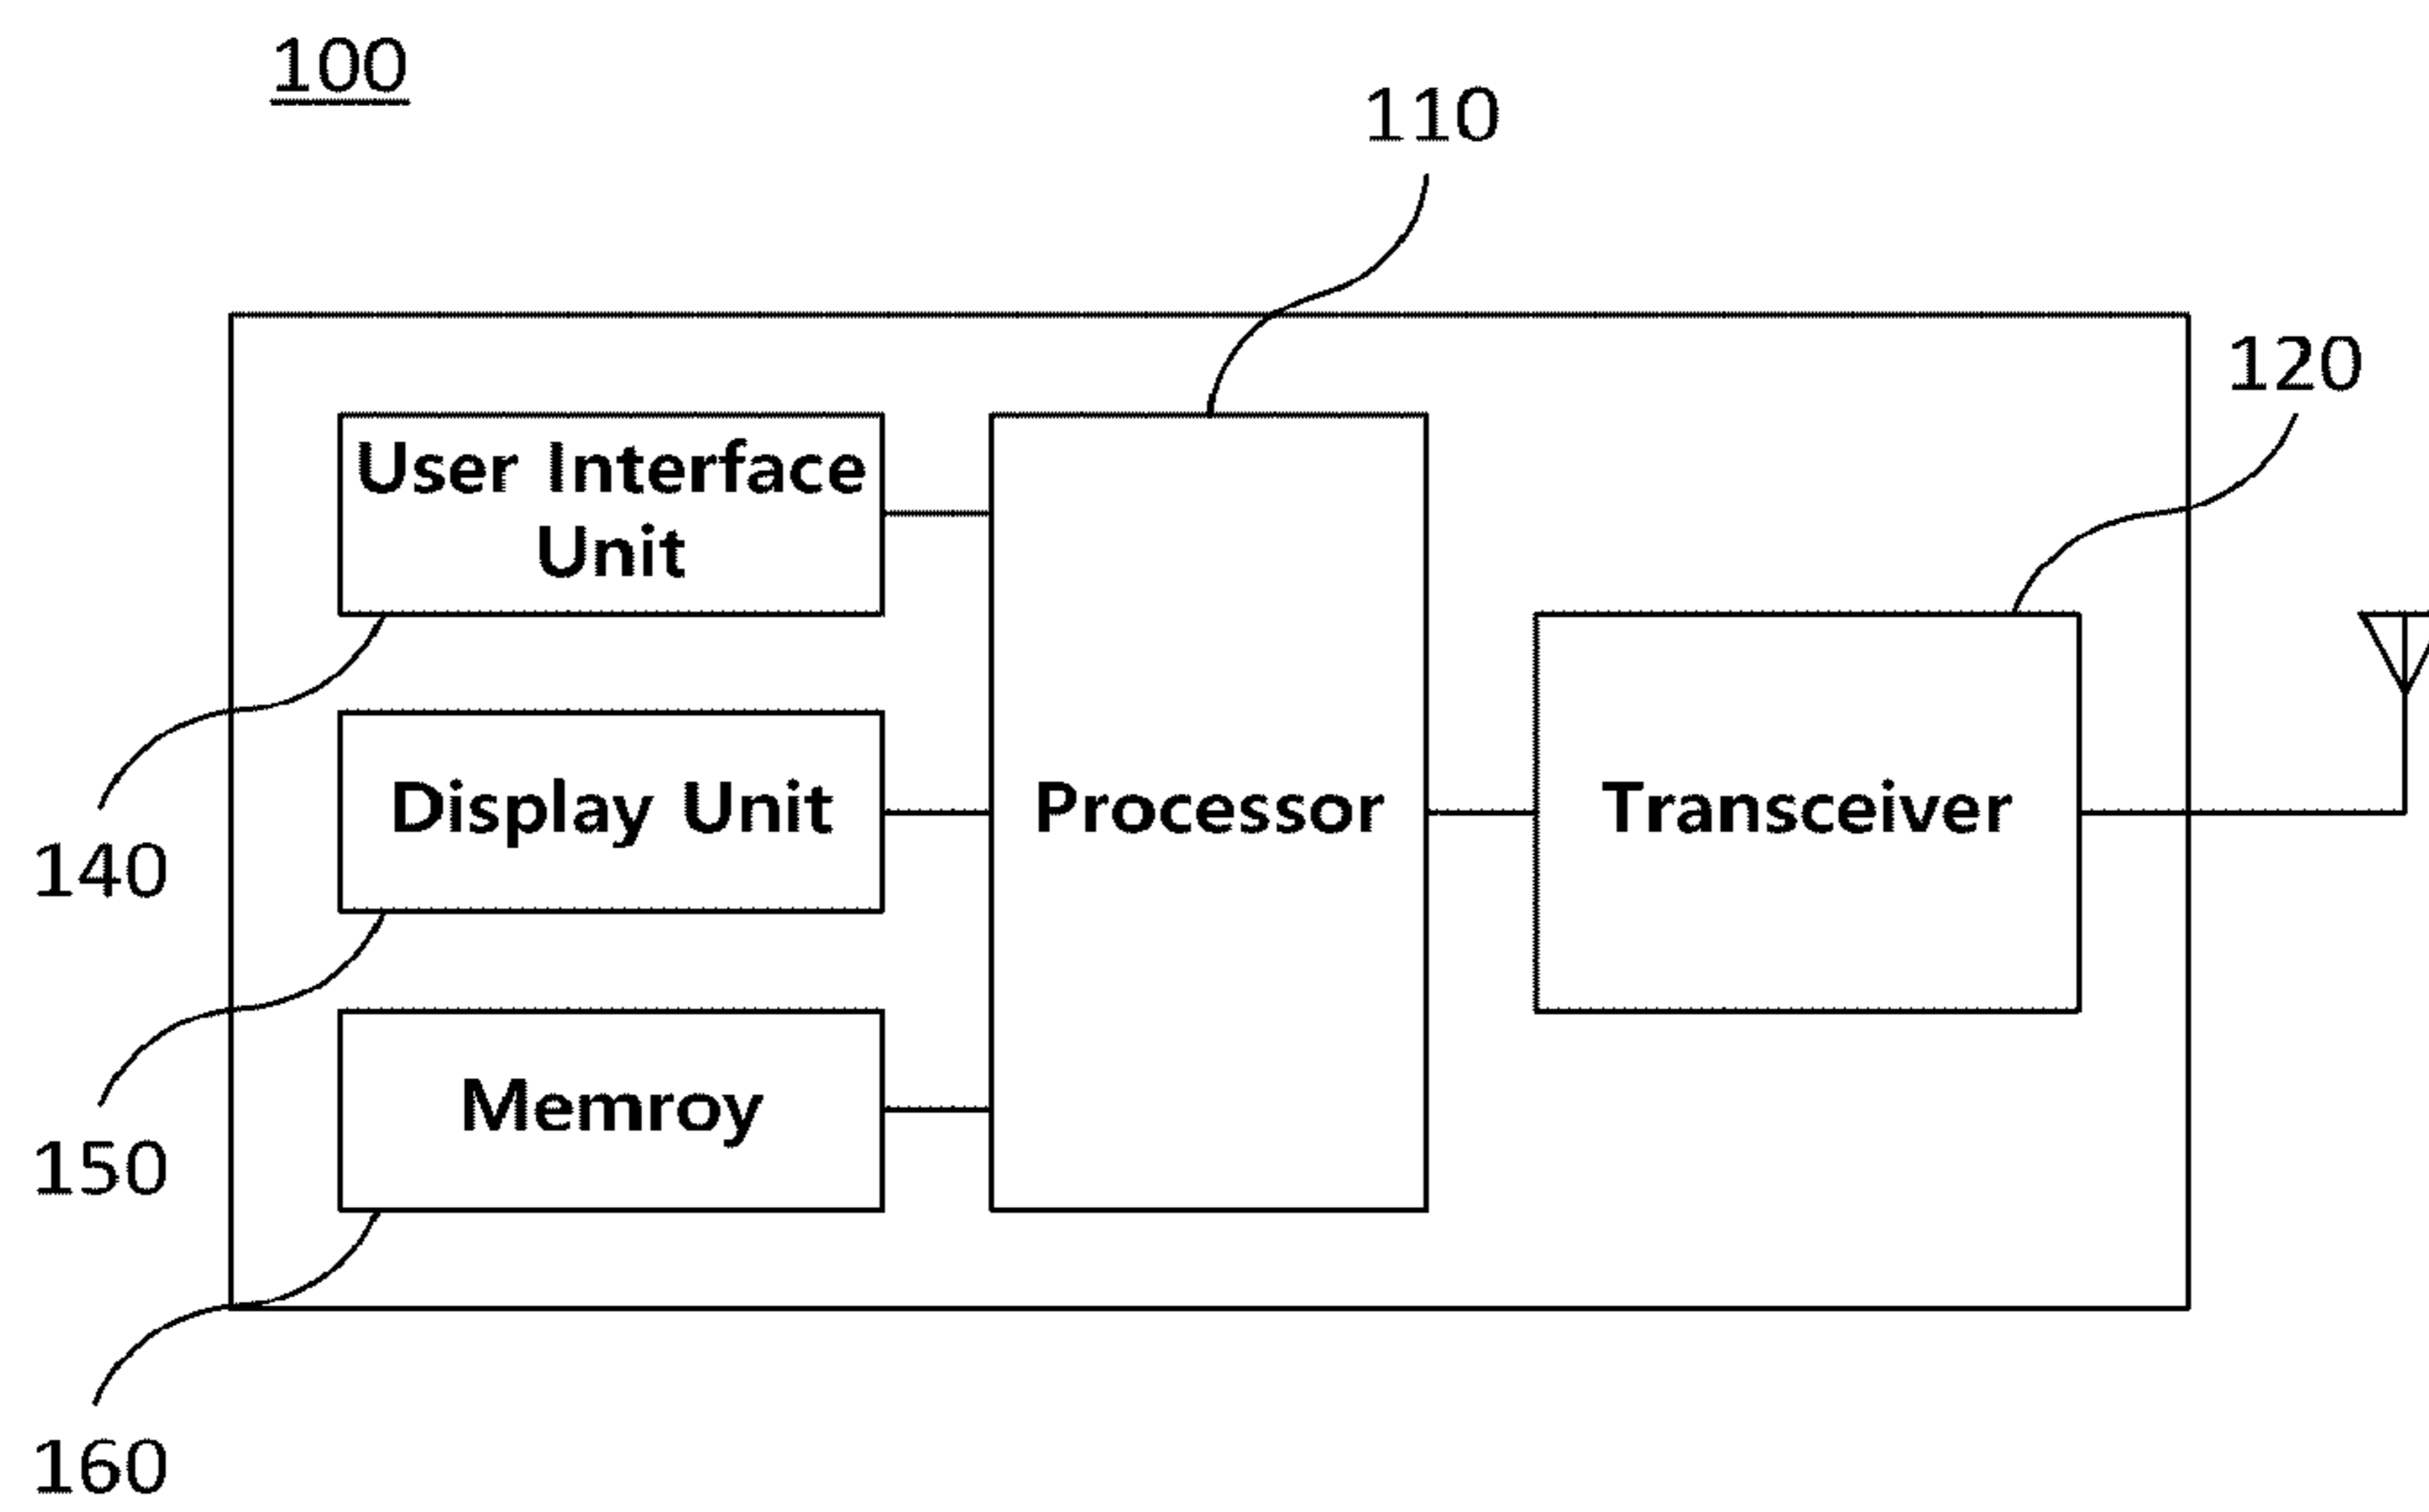 100
110
120
User Interface
Unit
Display Unit
Processor
Transceiver
140
Memroy
150
160